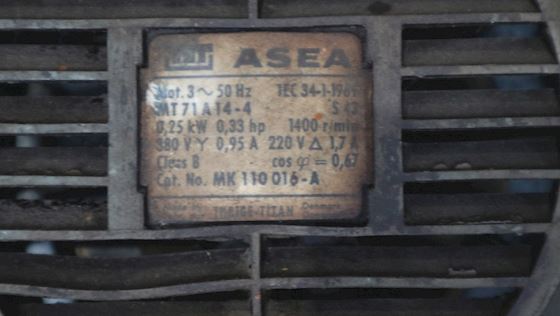 ASEA
Mot. 3~50 Hz IEC 34-1-1969
MT 71 A 14-4 S 43
0,25 kW 0,33 hp 1400 r/min
380 V Y 0,95 A 220 V Δ 1,7 A
Class B cos φ = 0,67
Cat. No. MK 110 016-A
THRIGE-TITAN Denmark